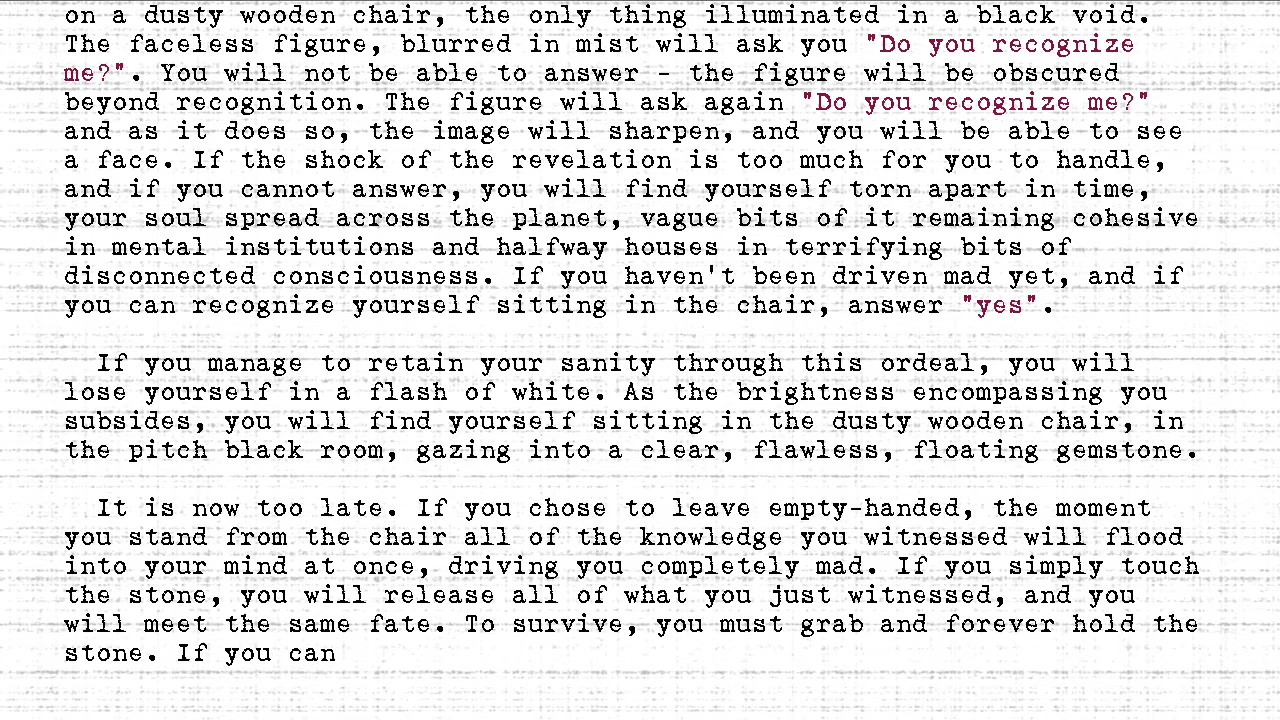 on a dusty wooden chair, the only thing illuminated in a black void.
The faceless figure, blurred in mist will ask you "Do you recognize
me?". You will not be able to answer - the figure will be obscured
beyond recognition. The figure will ask again "Do you recognize me?"
and as it does so, the image will sharpen, and you will be able to see
a face. If the shock of the revelation is too much for you to handle,
and if you cannot answer, you will find yourself torn apart in time,
your soul spread across the planet, vague bits of it remaining cohesive
in mental institutions and halfway houses in terrifying bits of
disconnected consciousness. If you haven't been driven mad yet, and if
you can recognize yourself sitting in the chair, answer "yes".
If you manage to retain your sanity through this ordeal, you will
lose yourself in a flash of white. As the brightness encompassing you
subsides, you will find yourself sitting in the dusty wooden chair, in
the pitch black room, gazing into a clear, flawless, floating gemstone.
It is now too late. If you chose to leave empty-handed, the moment
you stand from the chair all of the knowledge you witnessed will flood
into your mind at once, driving you completely mad. If you simply touch
the stone, you will release all of what you just witnessed, and you
will meet the same fate. To survive, you must grab and forever hold the
stone. If you can